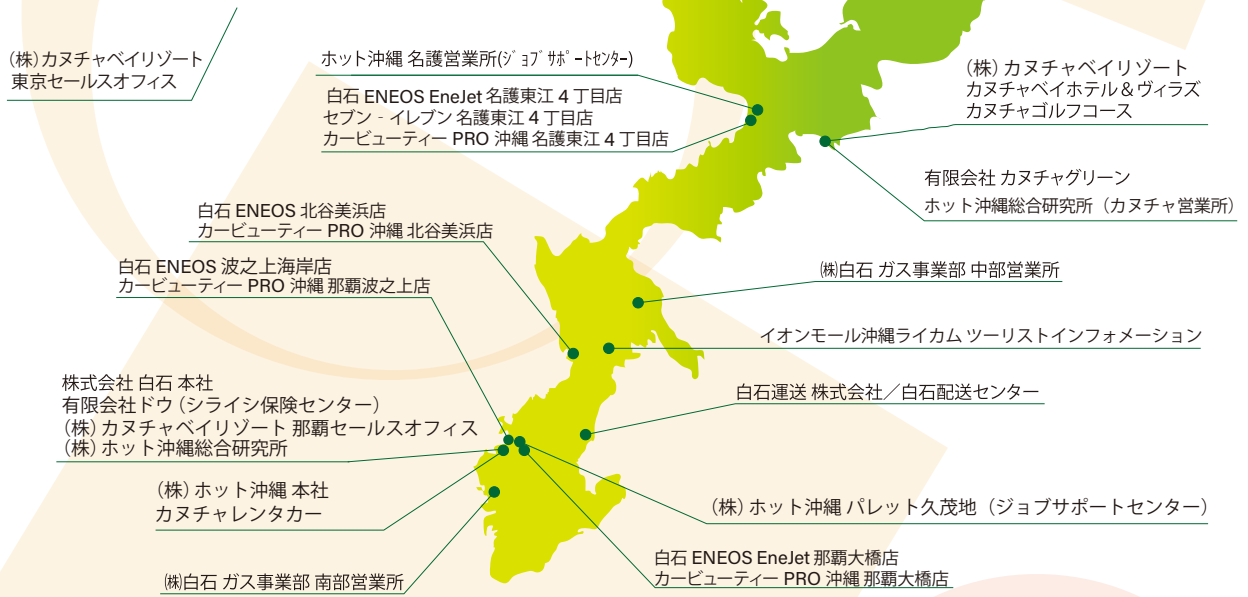 (株)カヌチャベイリゾート
東京セールスオフィス
ホット沖縄 名護営業所(ｼﾞｮﾌﾞｻﾎﾟｰﾄｾﾝﾀｰ)
白石 ENEOS EneJet 名護東江 4 丁目店
セブン‐イレブン 名護東江 4 丁目店
カービューティー PRO 沖縄 名護東江 4 丁目店
(株) カヌチャベイリゾート
カヌチャベイホテル＆ヴィラズ
カヌチャゴルフコース
有限会社 カヌチャグリーン
ホット沖縄総合研究所（カヌチャ営業所）
白石 ENEOS 北谷美浜店
カービューティー PRO 沖縄 北谷美浜店
白石 ENEOS 波之上海岸店
カービューティー PRO 沖縄 那覇波之上店
㈱白石 ガス事業部 中部営業所
イオンモール沖縄ライカム ツーリストインフォメーション
株式会社 白石 本社
有限会社ドウ（シライシ保険センター）
(株) カヌチャベイリゾート 那覇セールスオフィス
(株) ホット沖縄総合研究所
白石運送 株式会社／白石配送センター
(株) ホット沖縄 本社
カヌチャレンタカー
(株) ホット沖縄 パレット久茂地（ジョブサポートセンター）
㈱白石 ガス事業部 南部営業所
白石 ENEOS EneJet 那覇大橋店
カービューティー PRO 沖縄 那覇大橋店